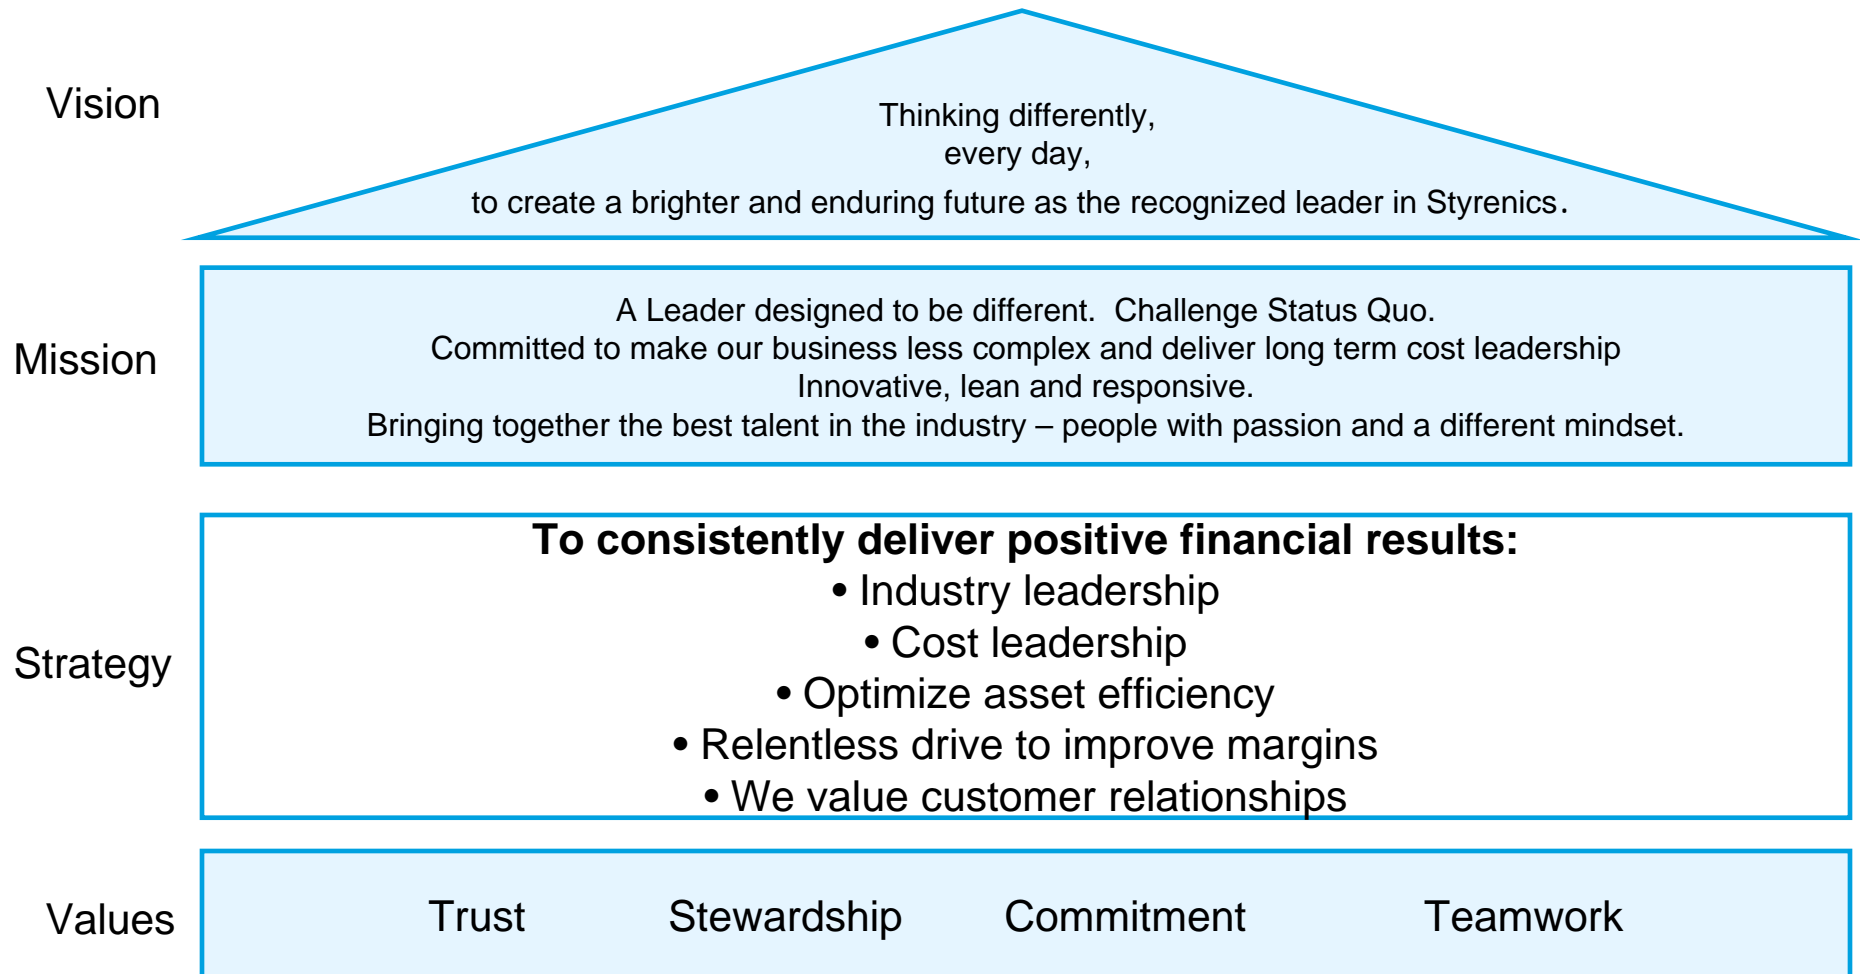 Vision
Thinking differently,
every day,
to create a brighter and enduring future as the recognized leader in Styrenics.
Mission
A Leader designed to be different.  Challenge Status Quo.
Committed to make our business less complex and deliver long term cost leadership
Innovative, lean and responsive.
Bringing together the best talent in the industry – people with passion and a different mindset.
Strategy
To consistently deliver positive financial results:
• Industry leadership
• Cost leadership
• Optimize asset efficiency
• Relentless drive to improve margins
• We value customer relationships
Values
Trust Stewardship Commitment Teamwork